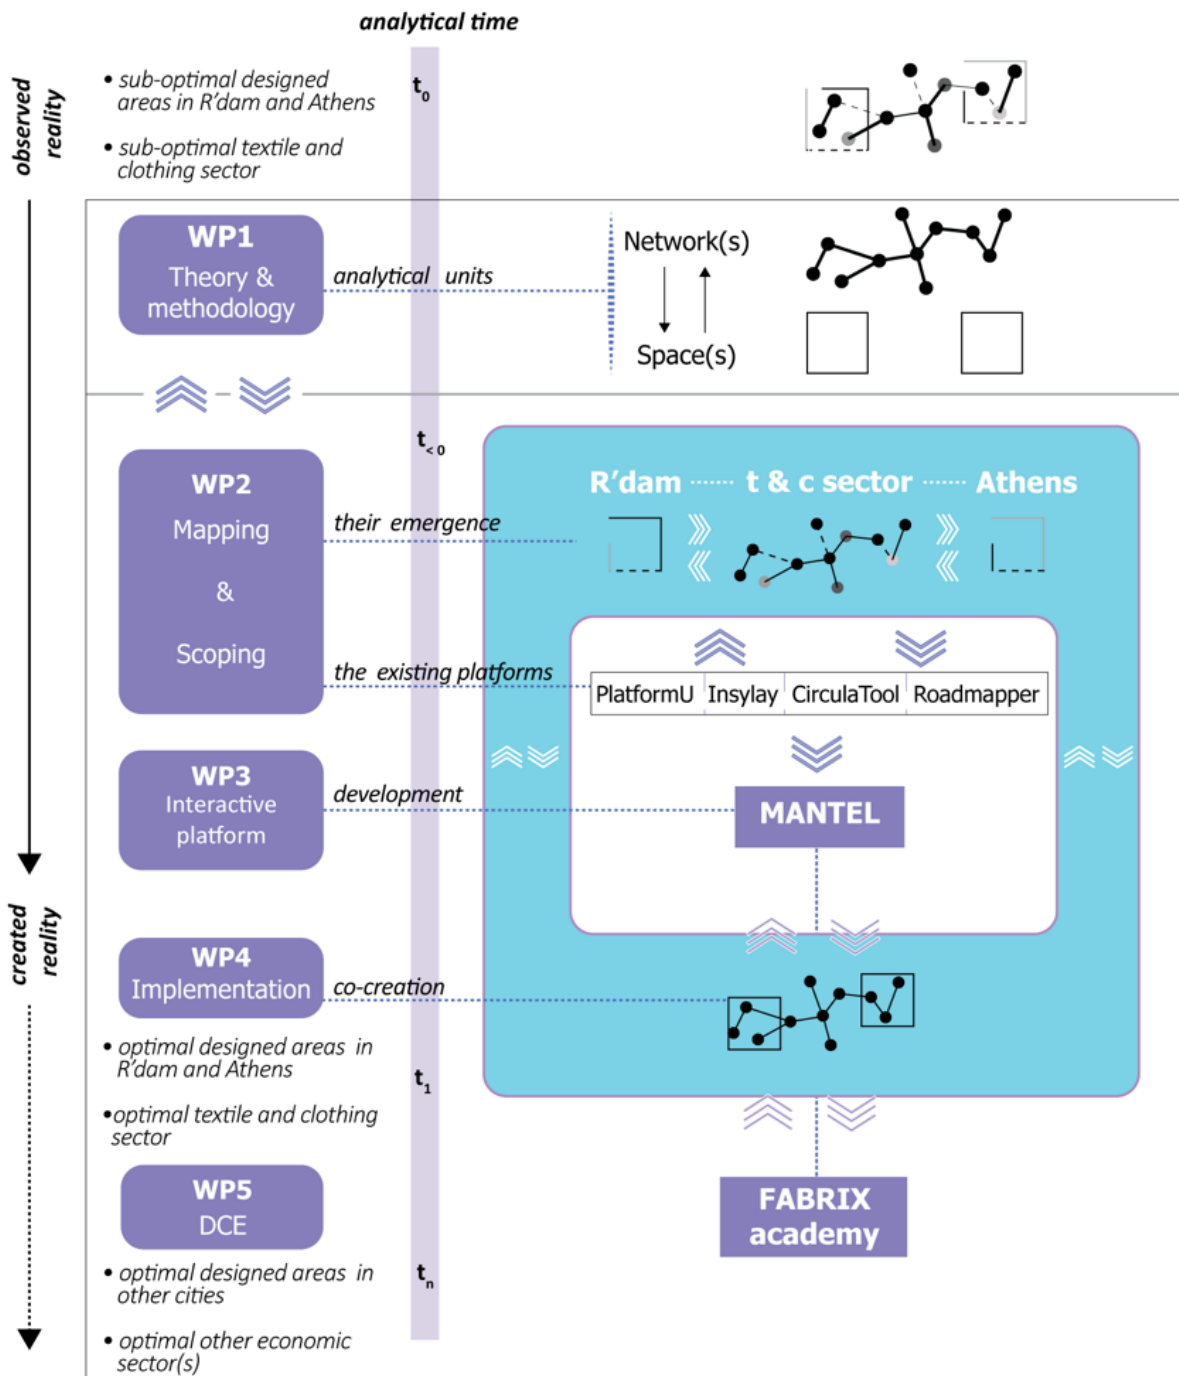 analytical time
observed
reality
• sub-optimal designed
areas in R'dam and Athens
• sub-optimal textile and
clothing sector
t0
WP1
Theory &
methodology
analytical units
Network(s)
Space(s)
t< 0
WP2
Mapping
&
Scoping
their emergence
the existing platforms
R'dam ...... t & c sector ...... Athens
PlatformU
Insylay
CirculaTool
Roadmapper
WP3
Interactive
platform
development
MANTEL
created
reality
WP4
Implementation
co-creation
• optimal designed areas in
R'dam and Athens
•optimal textile and clothing
sector
t1
WP5
DCE
FABRIX
academy
• optimal designed areas in
other cities
• optimal other economic
sector(s)
tn